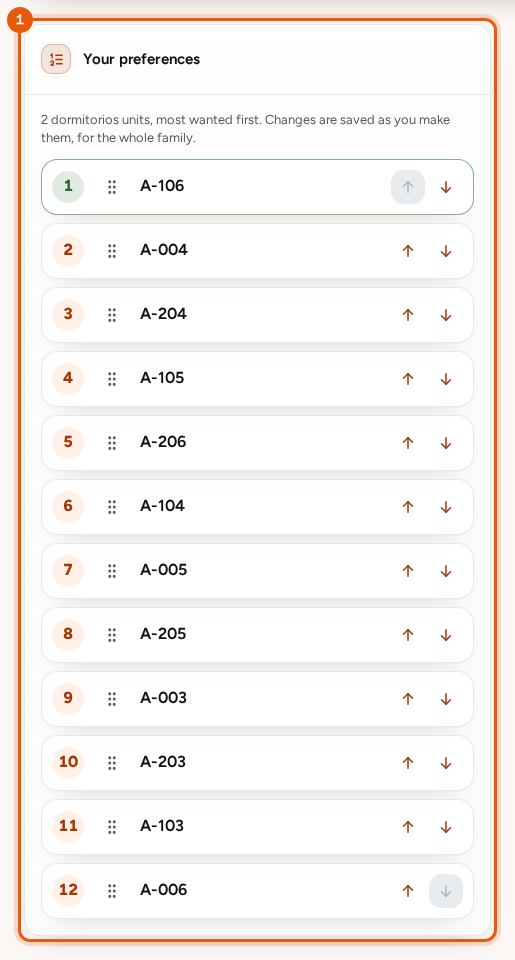 1
Your preferences
2 dormitorios units, most wanted first. Changes are saved as you make
them, for the whole family.
1 A-106
2 A-004
3 A-204
4 A-105
5 A-206
6 A-104
7 A-005
8 A-205
9 A-003
10 A-203
11 A-103
12 A-006